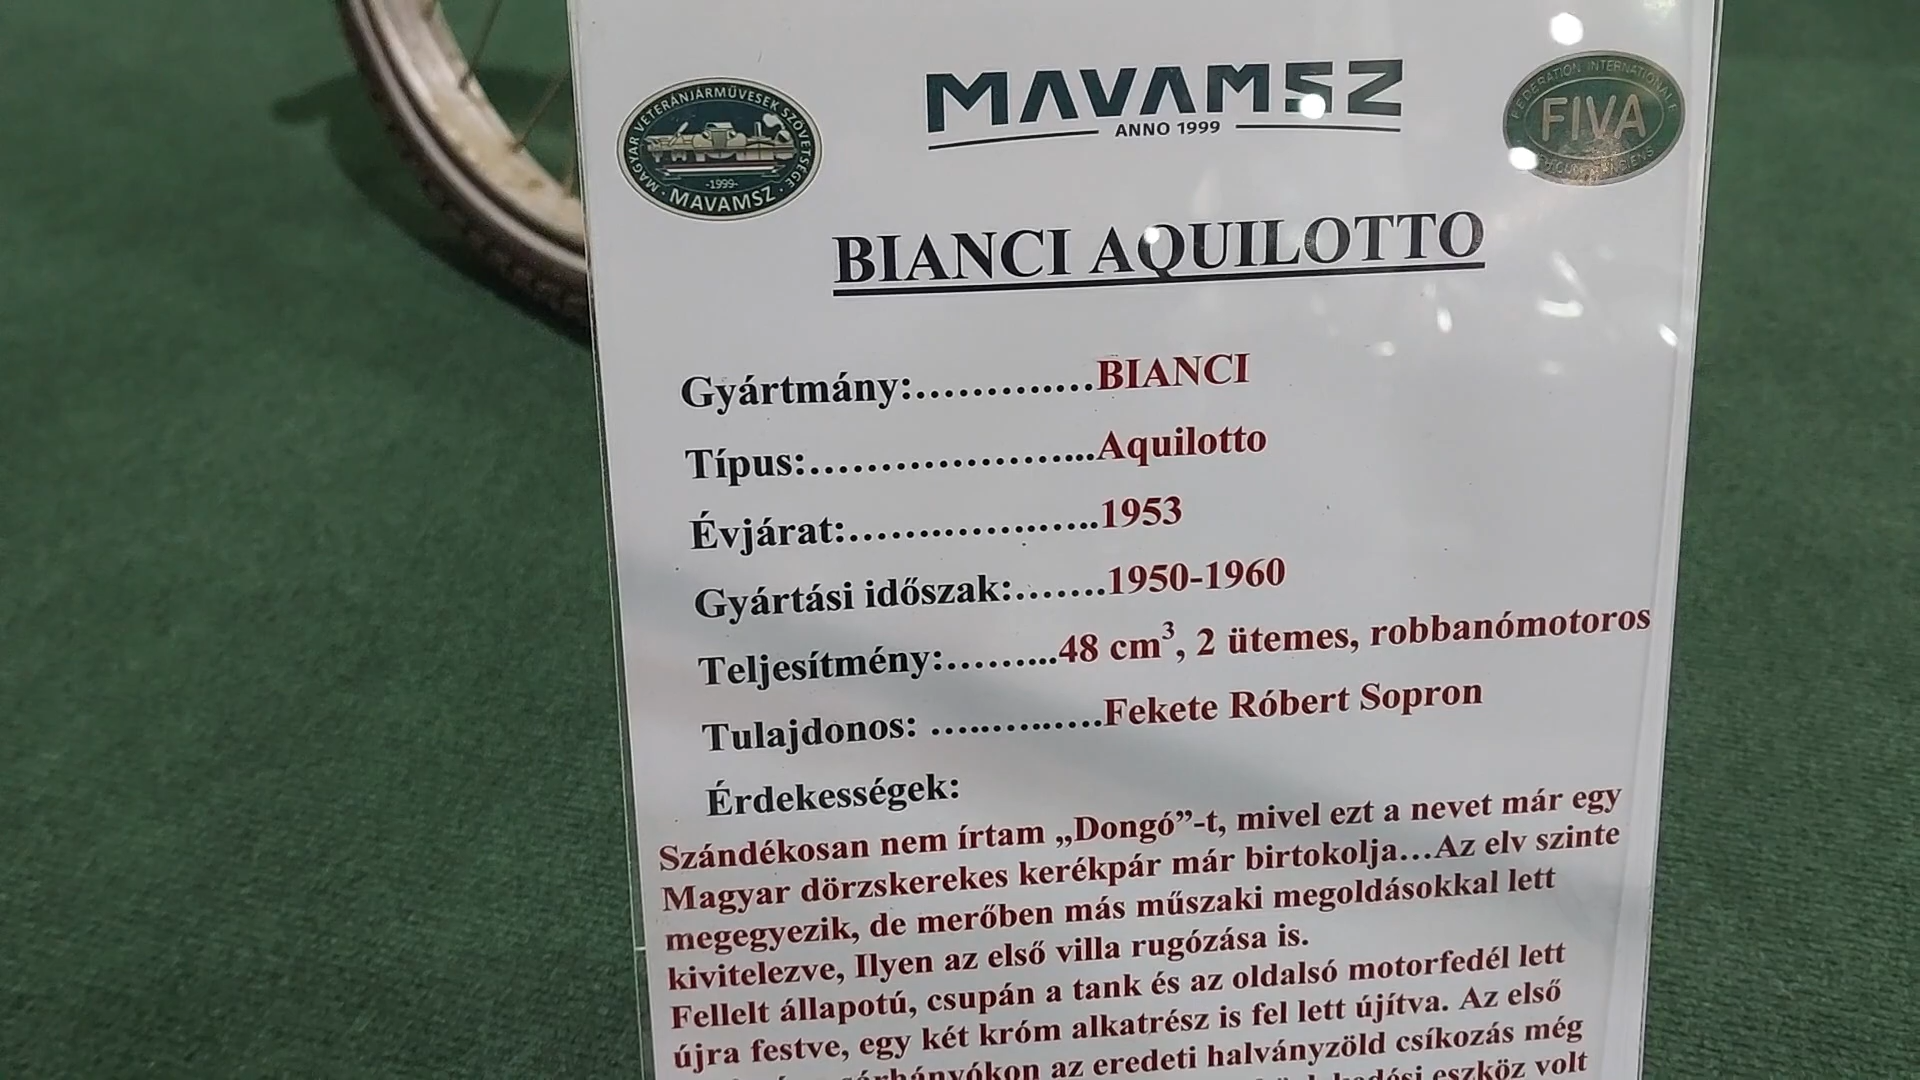 MAGYAR VETERÁNJÁRMŰVESEK SZÖVETSÉGE
-1999-
· MAVAMSZ ·
MAVAMSZ
ANNO 1999
FEDERATION INTERNATIONALE
FIVA
BIANCI AQUILOTTO
Gyártmány:.............BIANCI
Típus:.....................Aquilotto
Évjárat:...................1953
Gyártási időszak:.......1950-1960
Teljesítmény:.........48 cm³, 2 ütemes, robbanómotoros
Tulajdonos: .............Fekete Róbert Sopron
Érdekességek:
Szándékosan nem írtam „Dongó”-t, mivel ezt a nevet már egy
Magyar dörzskerekes kerékpár már birtokolja…Az elv szinte
megegyezik, de merőben más műszaki megoldásokkal lett
kivitelezve, Ilyen az első villa rugózása is.
Fellelt állapotú, csupán a tank és az oldalsó motorfedél lett
újra festve, egy két króm alkatrész is fel lett újítva. Az első
az eredeti halványzöld csíkozás még
eszköz volt